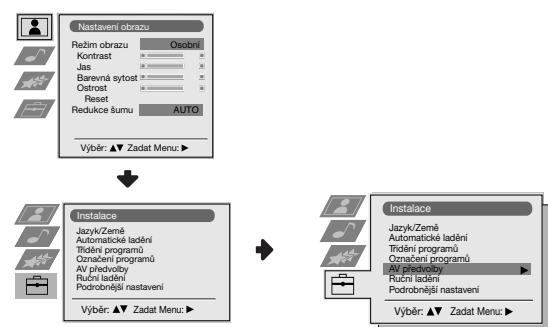 Nastavení obrazu
Režim obrazu Osobní
Kontrast
Jas
Barevná sytost
Ostrost
Reset
Redukce šumu AUTO
Výběr: ▲▼ Zadat Menu: ▶
Instalace
Jazyk/Země
Automatické ladění
Třídění programů
Označení programů
AV předvolby
Ruční ladění
Podrobnější nastavení
Výběr: ▲▼ Zadat Menu: ▶
Instalace
Jazyk/Země
Automatické ladění
Třídění programů
Označení programů
AV předvolby ▶
Ruční ladění
Podrobnější nastavení
Výběr: ▲▼ Zadat Menu: ▶